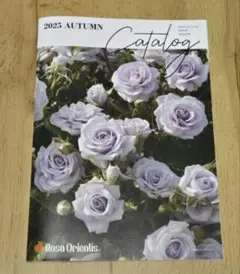 2025 AUTUMN
Catalog
Rosa Orientis